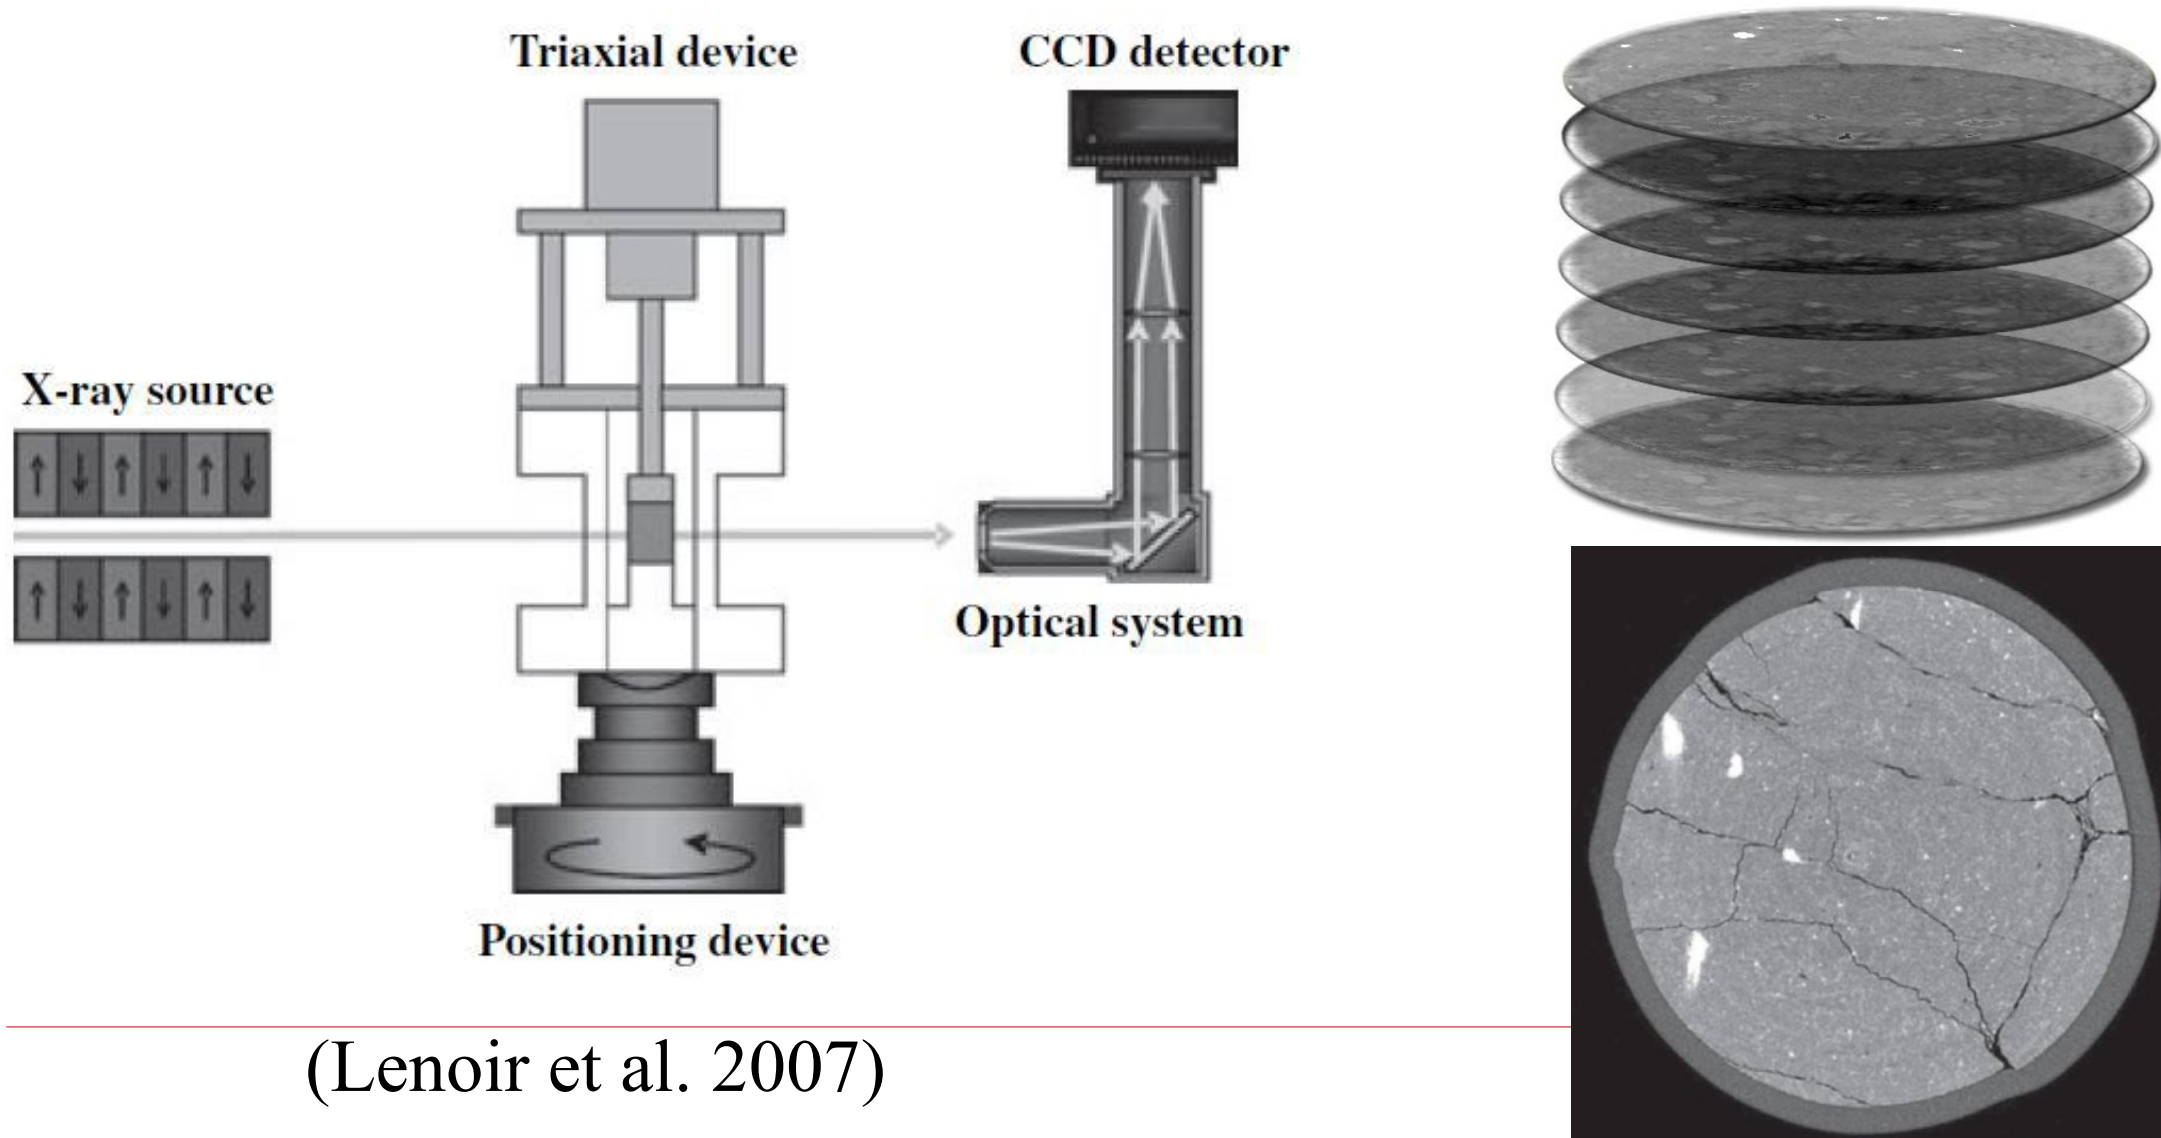 Triaxial device
CCD detector
X-ray source
Optical system
Positioning device
(Lenoir et al. 2007)